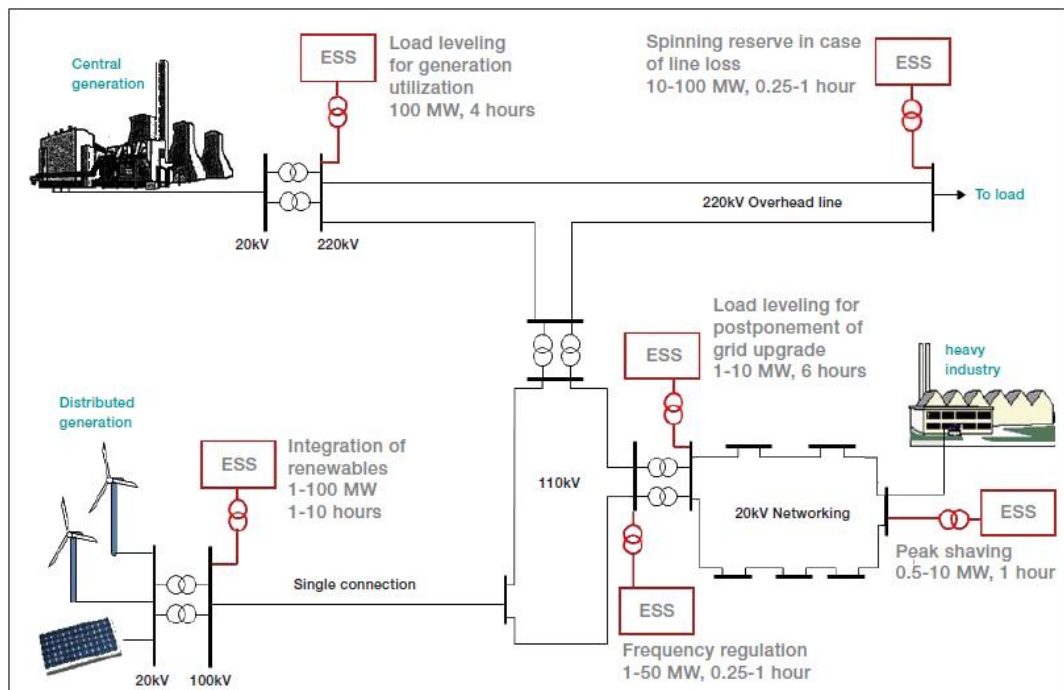 Central
generation
ESS
Load leveling
for generation
utilization
100 MW, 4 hours
Spinning reserve in case
of line loss
10-100 MW, 0.25-1 hour
ESS
220kV Overhead line
To load
20kV
220kV
Load leveling for
postponement of
grid upgrade
1-10 MW, 6 hours
ESS
heavy
industry
Distributed
generation
ESS
Integration of
renewables
1-100 MW
1-10 hours
110kV
20kV Networking
ESS
Peak shaving
0.5-10 MW, 1 hour
Single connection
ESS
Frequency regulation
1-50 MW, 0.25-1 hour
20kV
100kV